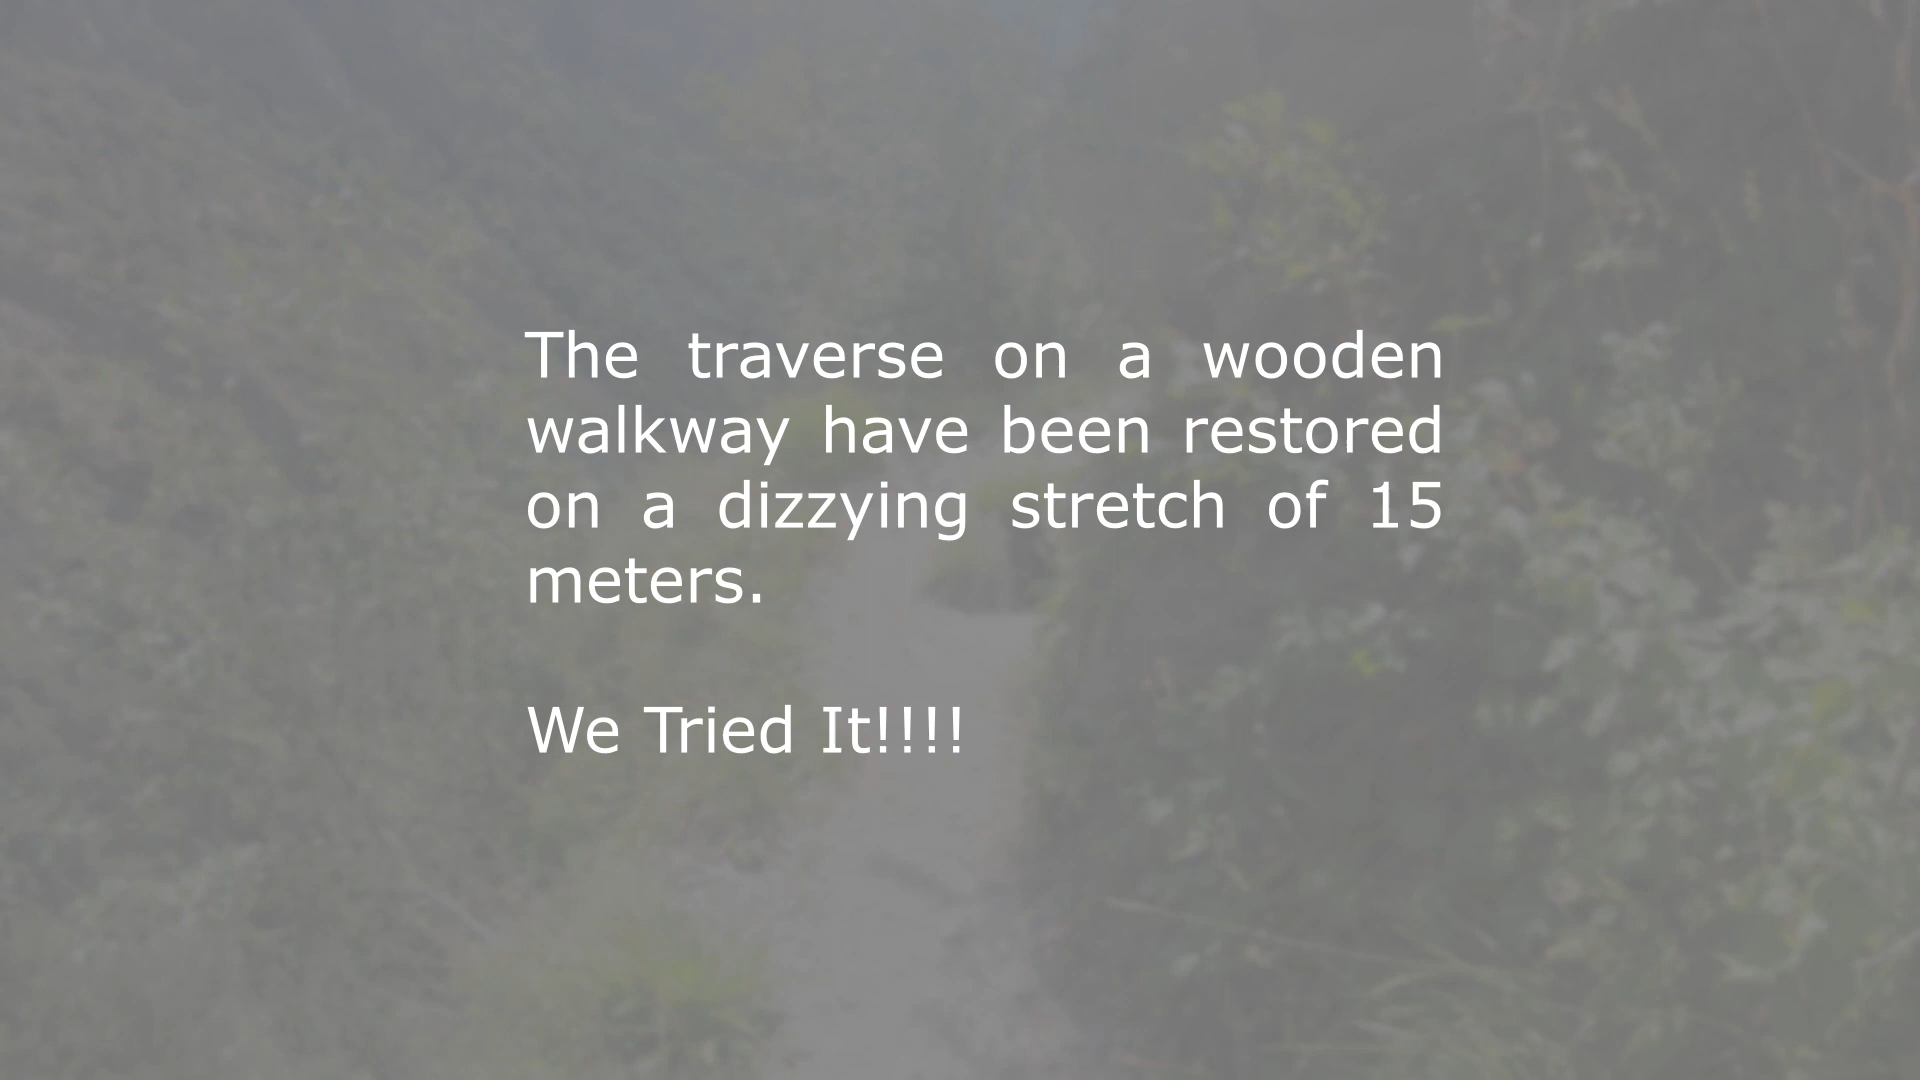 The traverse on a wooden
walkway have been restored
on a dizzying stretch of 15
meters.
We Tried It!!!!